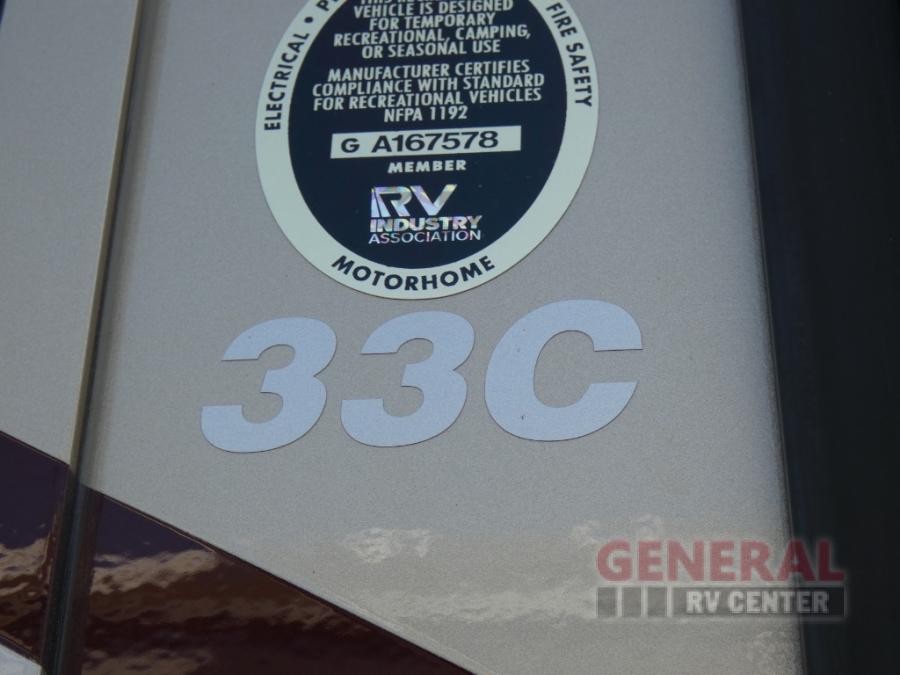 VEHICLE IS DESIGNED
FOR TEMPORARY
RECREATIONAL, CAMPING,
OR SEASONAL USE
MANUFACTURER CERTIFIES
COMPLIANCE WITH STANDARD
FOR RECREATIONAL VEHICLES
NFPA 1192
ELECTRICAL •
FIRE SAFETY
G A167578
MEMBER
RV
INDUSTRY
ASSOCIATION
MOTORHOME
33C
GENERAL
RV CENTER